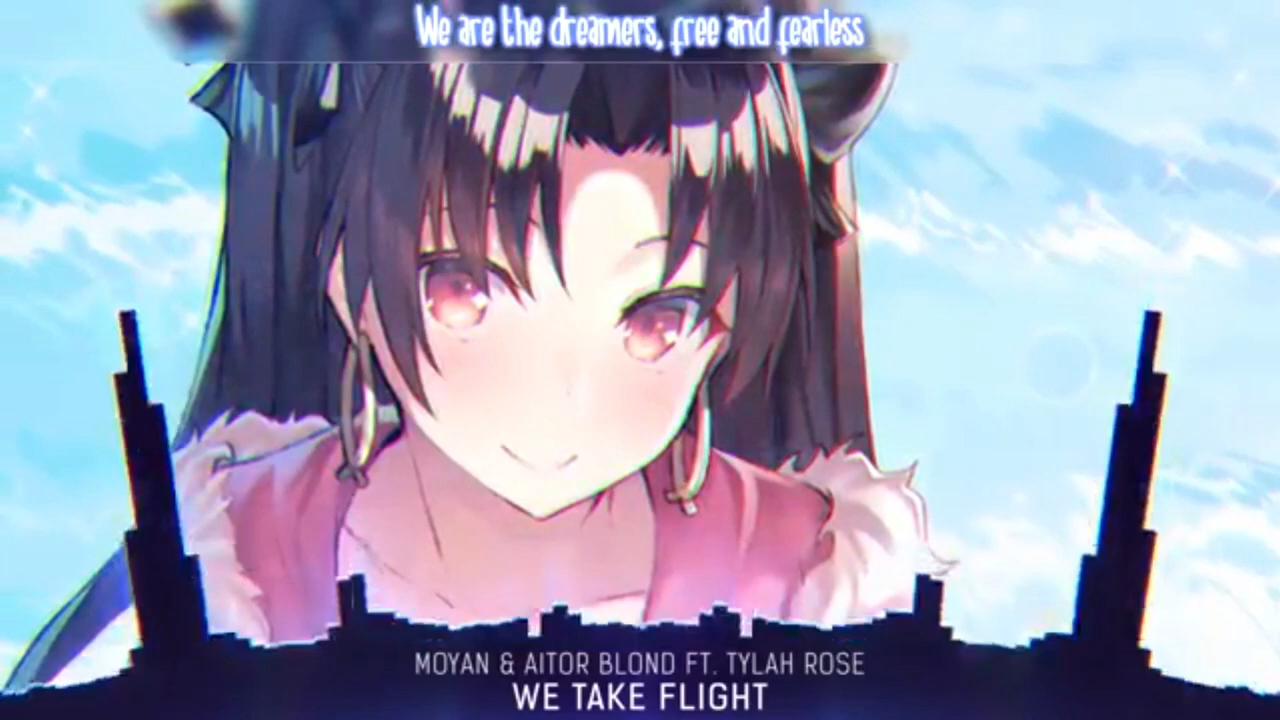 We are the dreamers, free and fearless
MOYAN & AITOR BLOND FT. TYLAH ROSE
WE TAKE FLIGHT